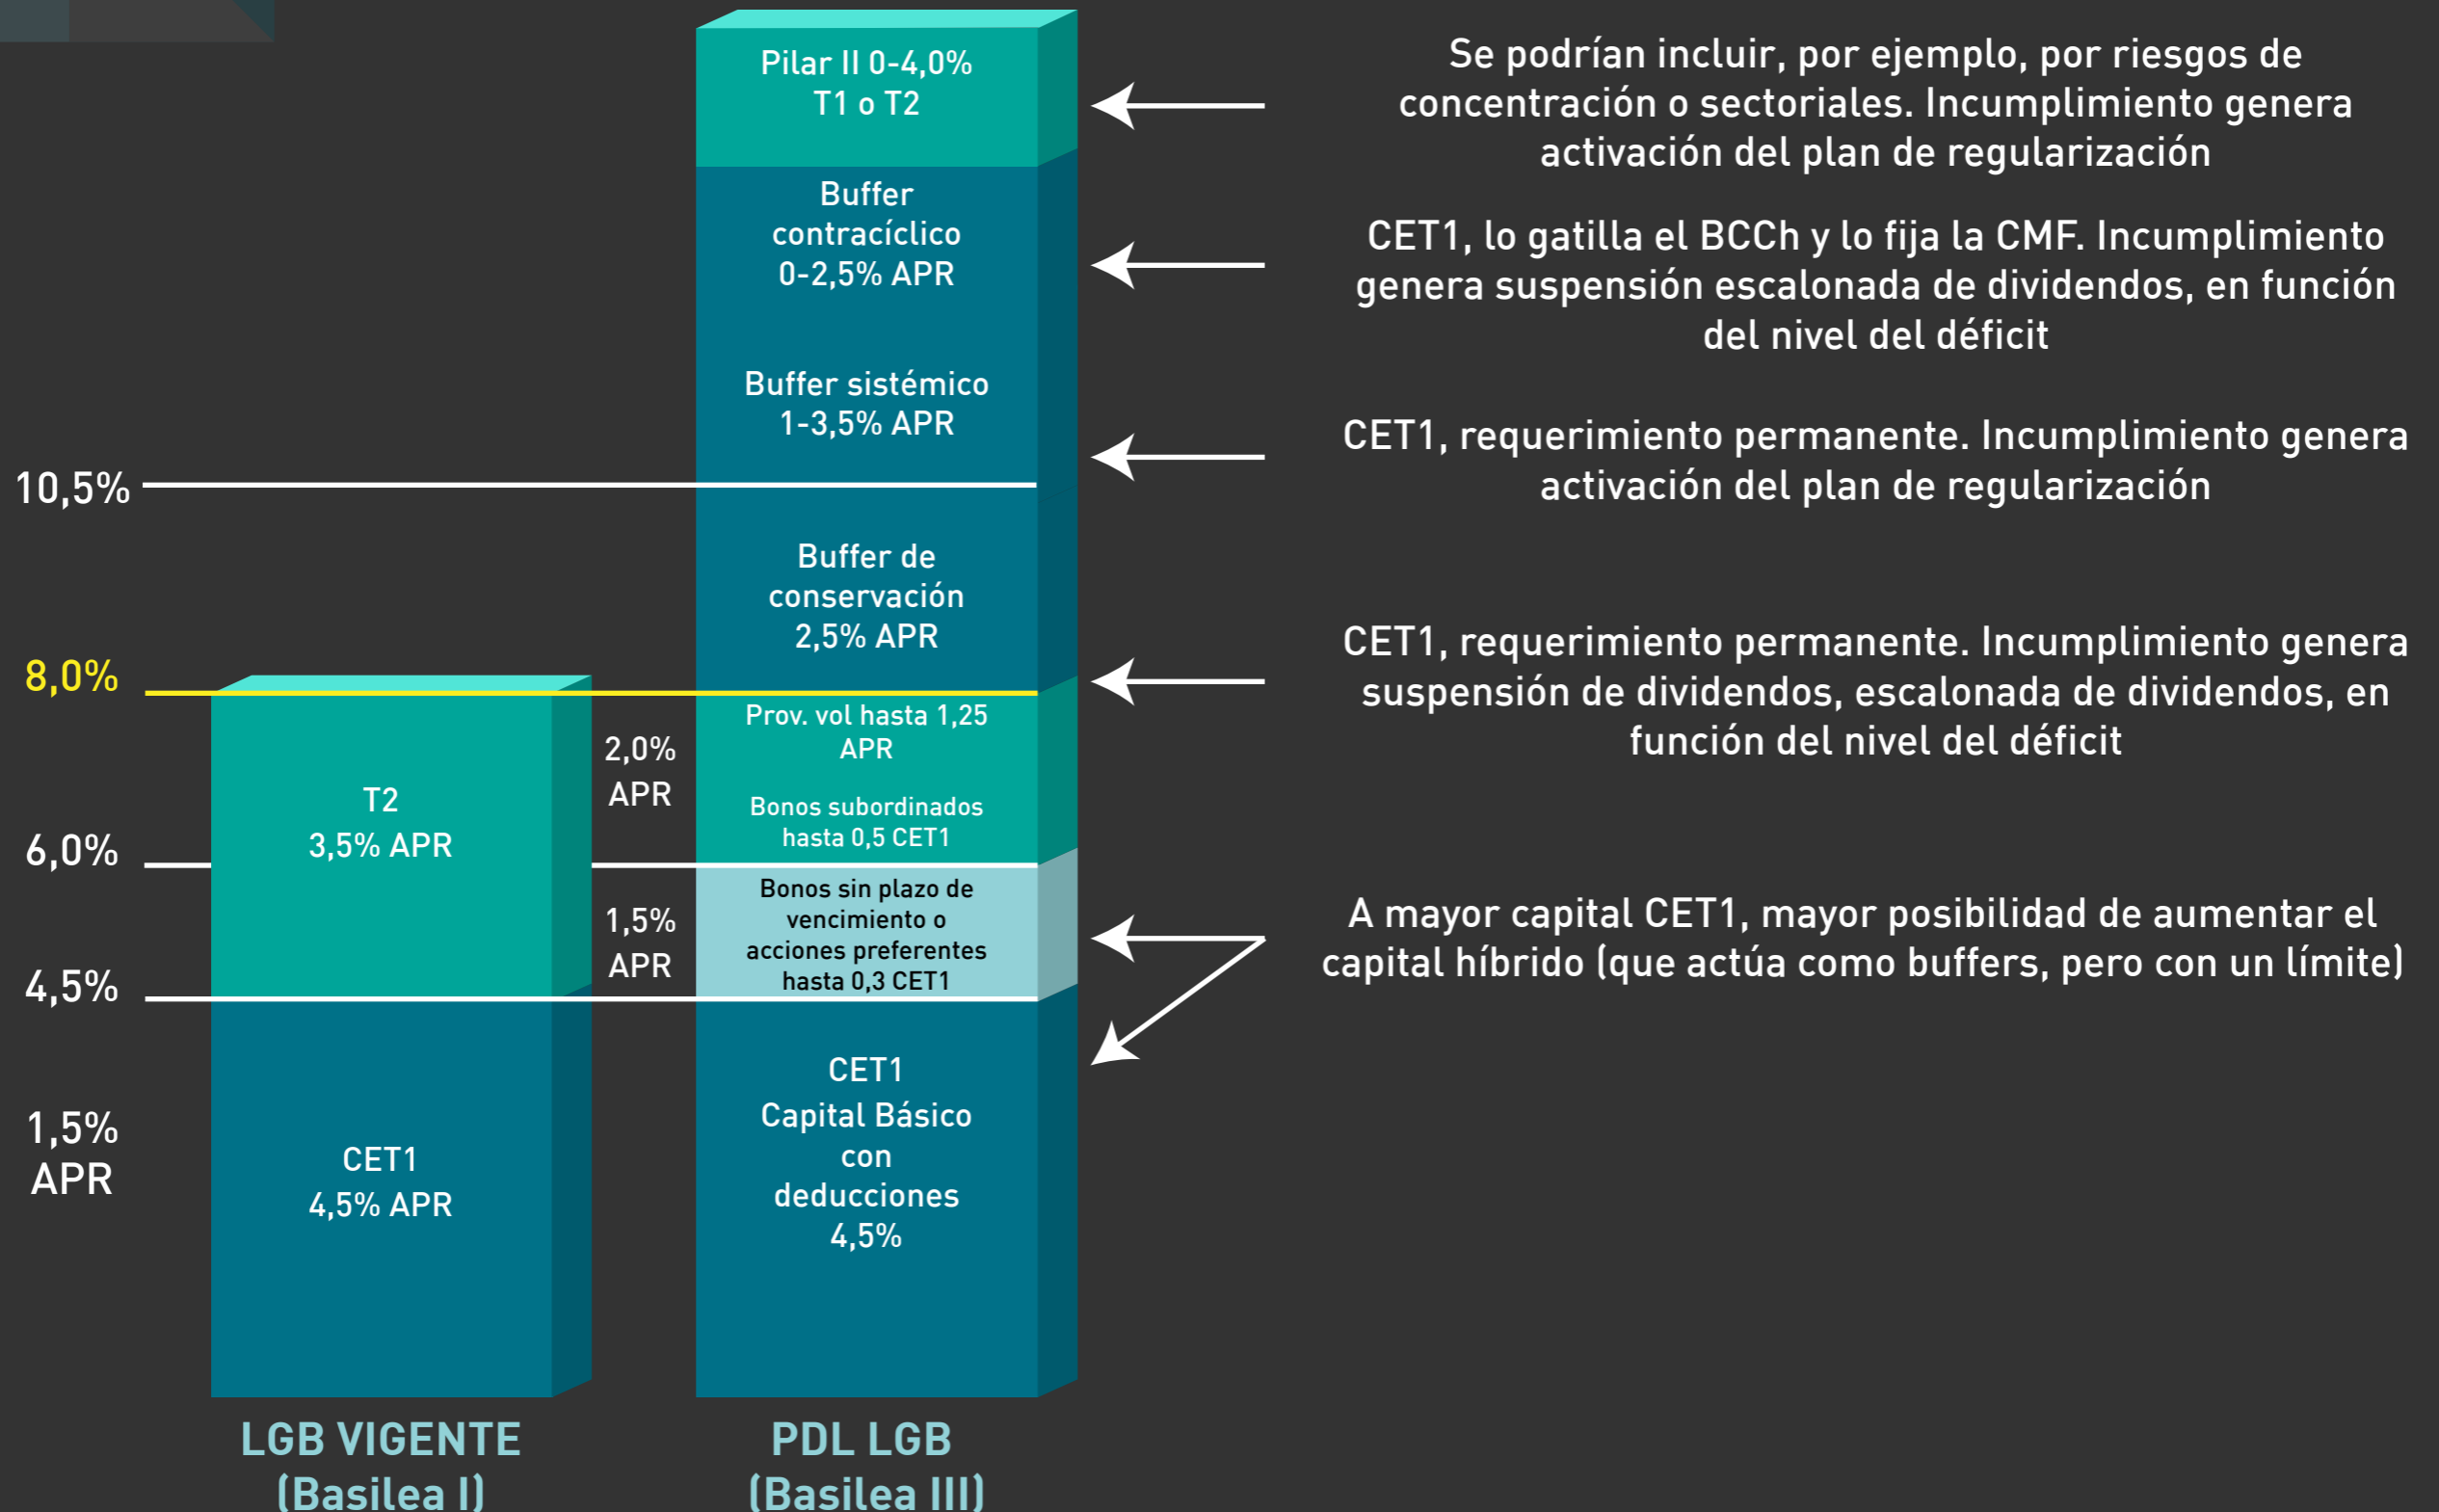 Pilar II 0-4,0%
T1 o T2
Buffer
contracíclico
0-2,5% APR
Buffer sistémico
1-3,5% APR
Buffer de
conservación
2,5% APR
Prov. vol hasta 1,25
APR
Bonos subordinados
hasta 0,5 CET1
Bonos sin plazo de
vencimiento o
acciones preferentes
hasta 0,3 CET1
CET1
Capital Básico
con
deducciones
4,5%
Se podrían incluir, por ejemplo, por riesgos de
concentración o sectoriales. Incumplimiento genera
activación del plan de regularización
CET1, lo gatilla el BCCh y lo fija la CMF. Incumplimiento
genera suspensión escalonada de dividendos, en función
del nivel del déficit
CET1, requerimiento permanente. Incumplimiento genera
activación del plan de regularización
CET1, requerimiento permanente. Incumplimiento genera
suspensión de dividendos, escalonada de dividendos, en
función del nivel del déficit
A mayor capital CET1, mayor posibilidad de aumentar el
capital híbrido (que actúa como buffers, pero con un límite)
10,5%
8,0%
6,0%
4,5%
1,5%
APR
T2
3,5% APR
CET1
4,5% APR
2,0%
APR
1,5%
APR
LGB VIGENTE
(Basilea I)
PDL LGB
(Basilea III)